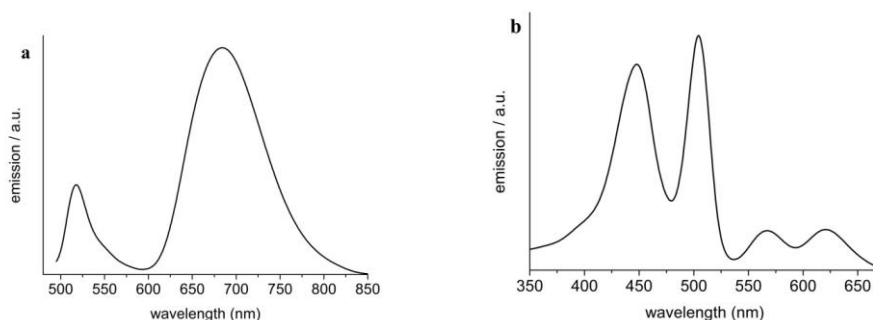 a
emission / a.u.
500 550 600 650 700 750 800 850
wavelength (nm)
b
emission / a.u.
350 400 450 500 550 600 650
wavelength (nm)